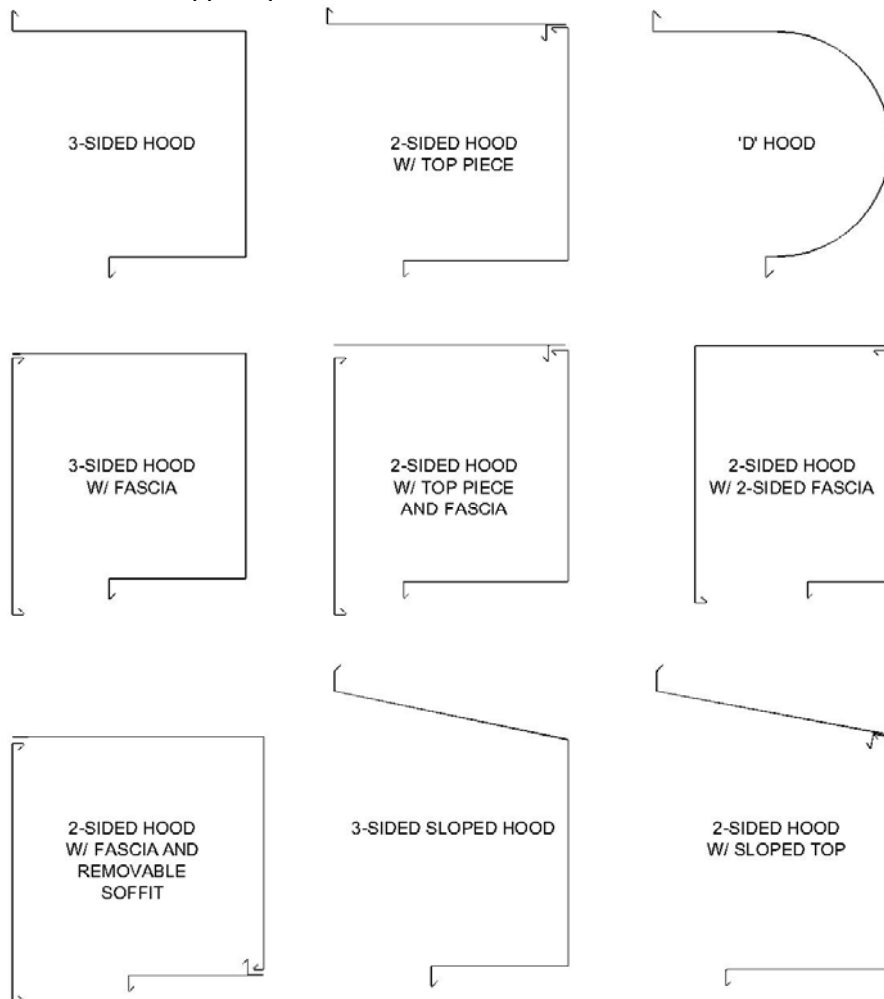 3-SIDED HOOD
2-SIDED HOOD
W/ TOP PIECE
'D' HOOD
3-SIDED HOOD
W/ FASCIA
2-SIDED HOOD
W/ TOP PIECE
AND FASCIA
2-SIDED HOOD
W/ 2-SIDED FASCIA
2-SIDED HOOD
W/ FASCIA AND
REMOVABLE
SOFFIT
3-SIDED SLOPED HOOD
2-SIDED HOOD
W/ SLOPED TOP